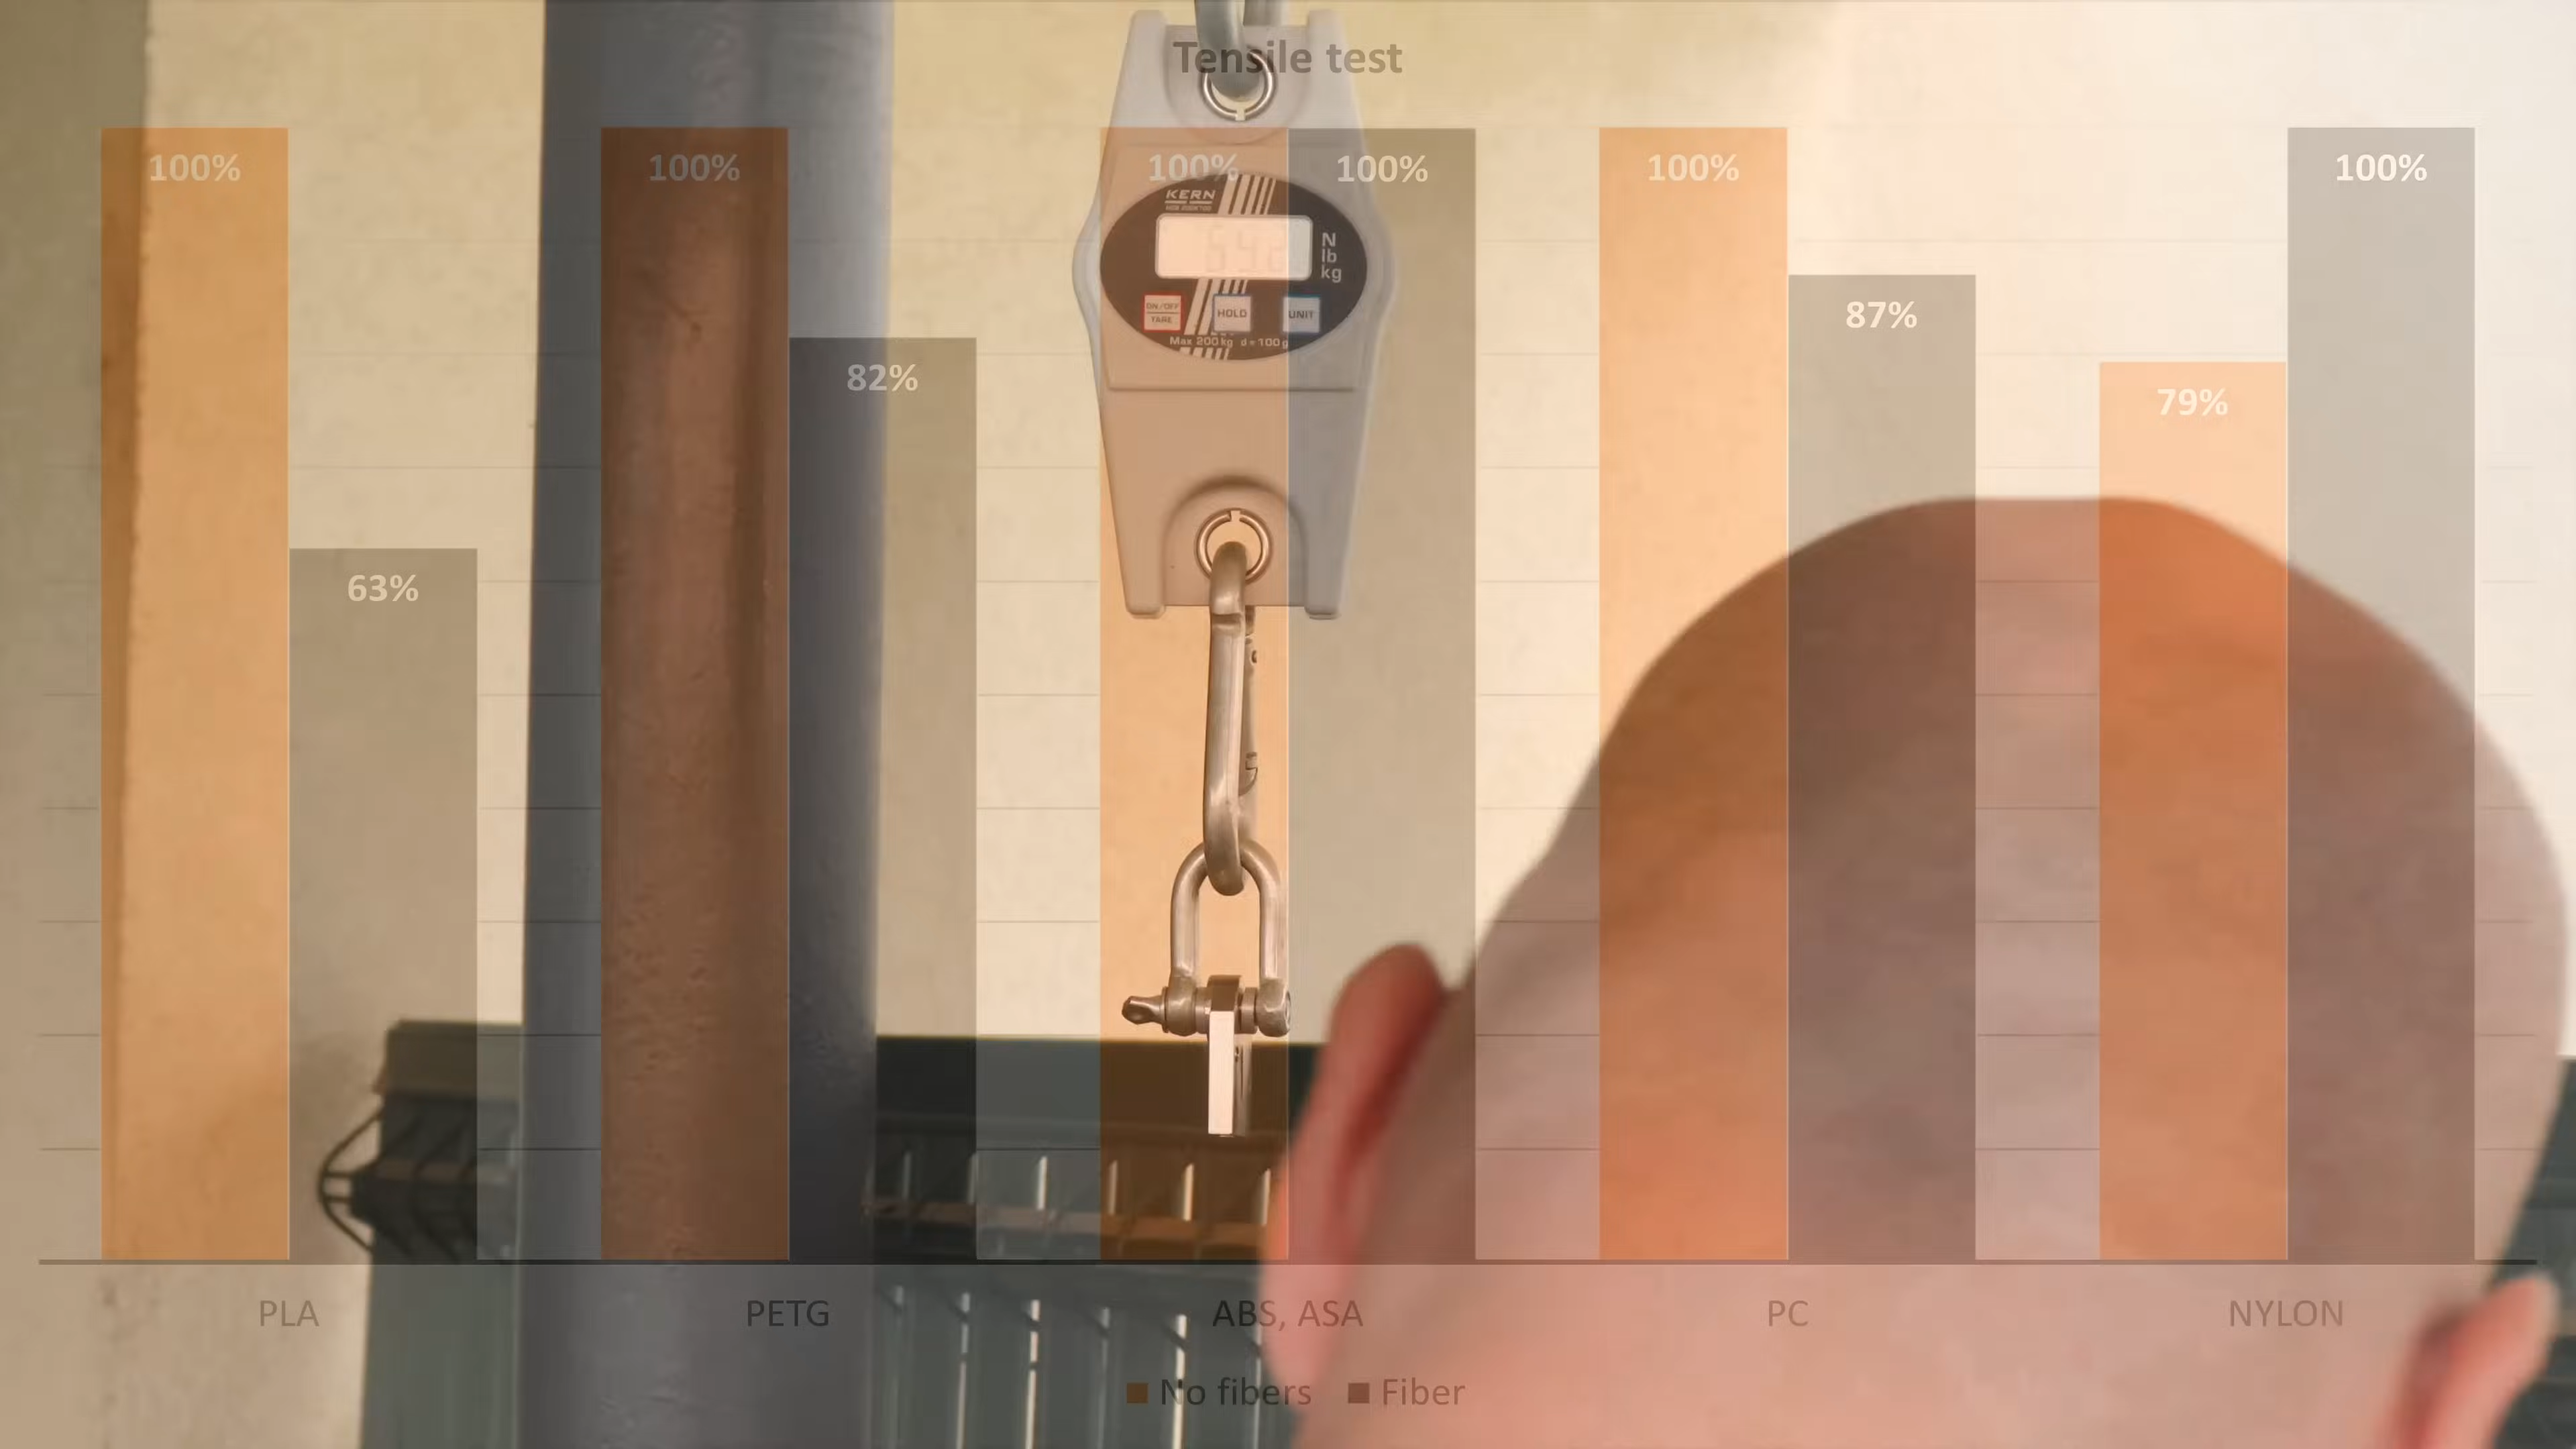 Tensile test
100%
100%
100%
100%
100%
100%
87%
82%
79%
63%
KERN
N
lb
kg
ON/OFF
TARE
HOLD
UNIT
Max 200 kg d = 100 g
PLA
PETG
ABS, ASA
PC
NYLON
No fibers
Fiber